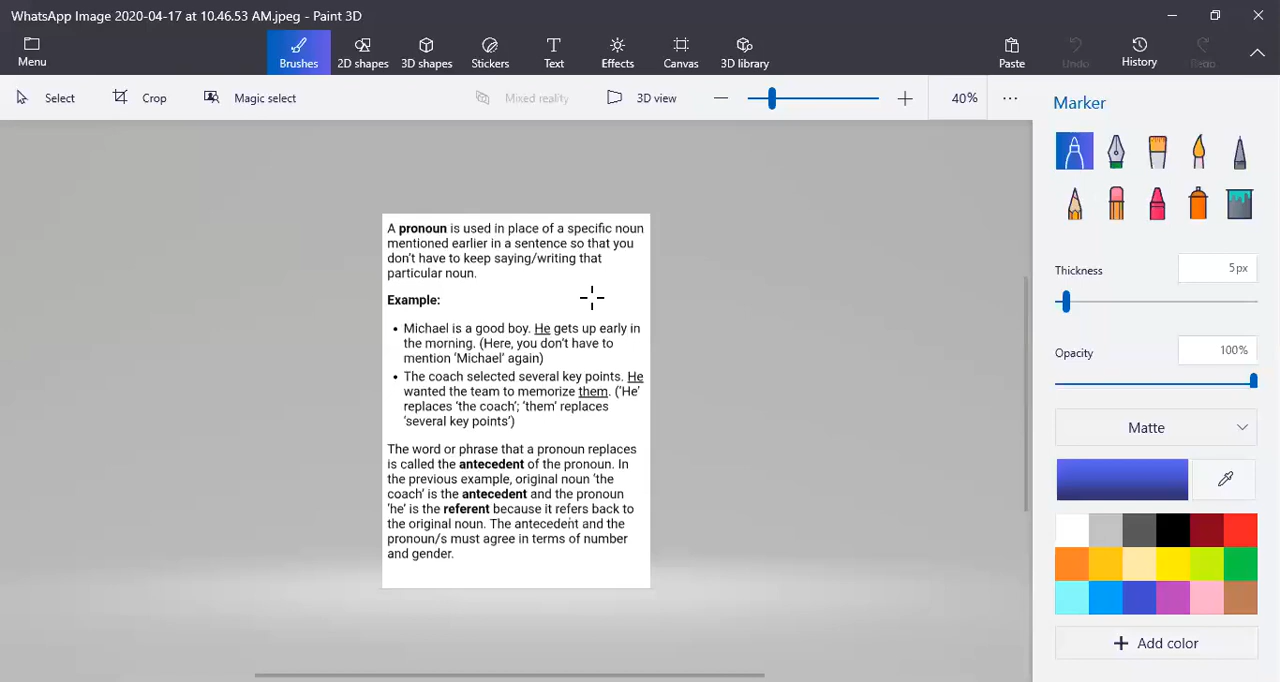 WhatsApp Image 2020-04-17 at 10.46.53 AM.jpeg - Paint 3D
Menu
Brushes
2D shapes
3D shapes
Stickers
Text
Effects
Canvas
3D library
Paste
Undo
History
Redo
Select
Crop
Magic select
Mixed reality
3D view
40%
Marker
A pronoun is used in place of a specific noun
mentioned earlier in a sentence so that you
don't have to keep saying/writing that
particular noun.
Example:
• Michael is a good boy. He gets up early in
the morning. (Here, you don't have to
mention 'Michael' again)
• The coach selected several key points. He
wanted the team to memorize them. ('He'
replaces 'the coach'; 'them' replaces
'several key points')
The word or phrase that a pronoun replaces
is called the antecedent of the pronoun. In
the previous example, original noun 'the
coach' is the antecedent and the pronoun
'he' is the referent because it refers back to
the original noun. The antecedent and the
pronoun/s must agree in terms of number
and gender.
Thickness
5px
Opacity
100%
Matte
Add color